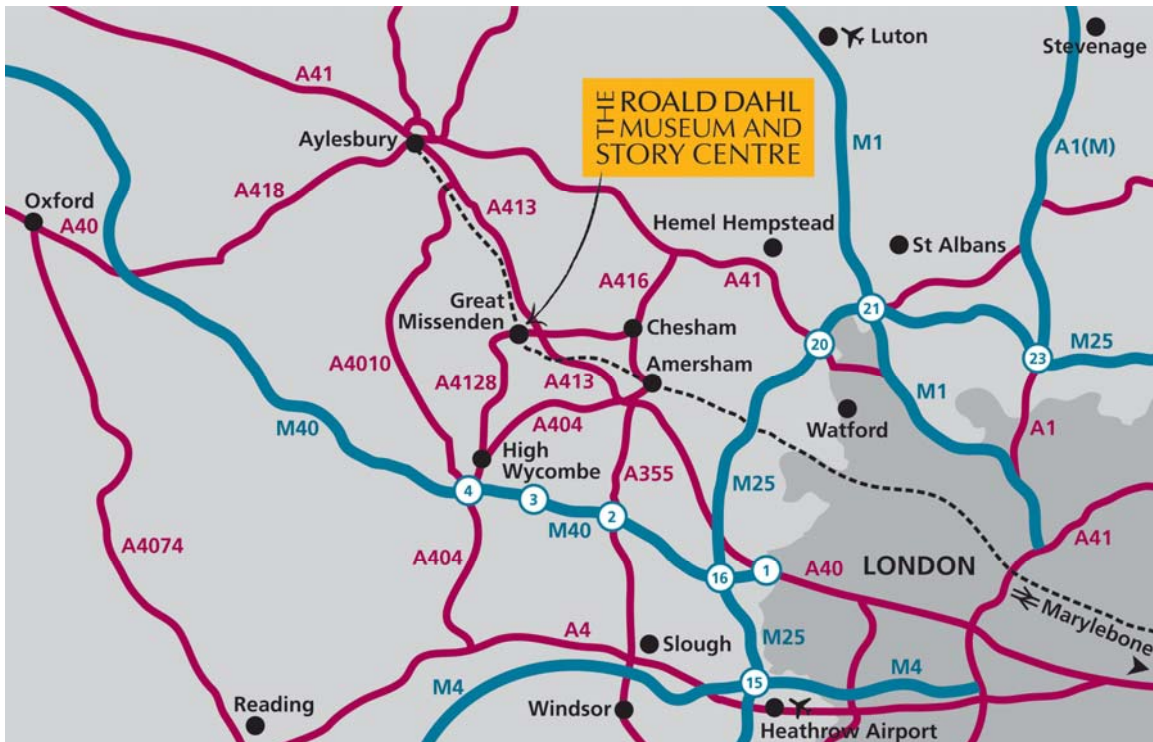 Luton
Stevenage
A41
THE ROALD DAHL
MUSEUM AND
STORY CENTRE
Aylesbury
M1
A1(M)
A418
A413
Oxford
A40
Hemel Hempstead
St Albans
A416
A41
Great
Missenden
Chesham
21
20
23
M25
A4010
A4128
A413
Amersham
M1
A404
Watford
A1
M40
High
Wycombe
A355
M25
4
3
2
M40
A4074
A404
16
1
A40
LONDON
A41
Marylebone
A4
Slough
M25
M4
15
M4
Reading
Windsor
Heathrow Airport